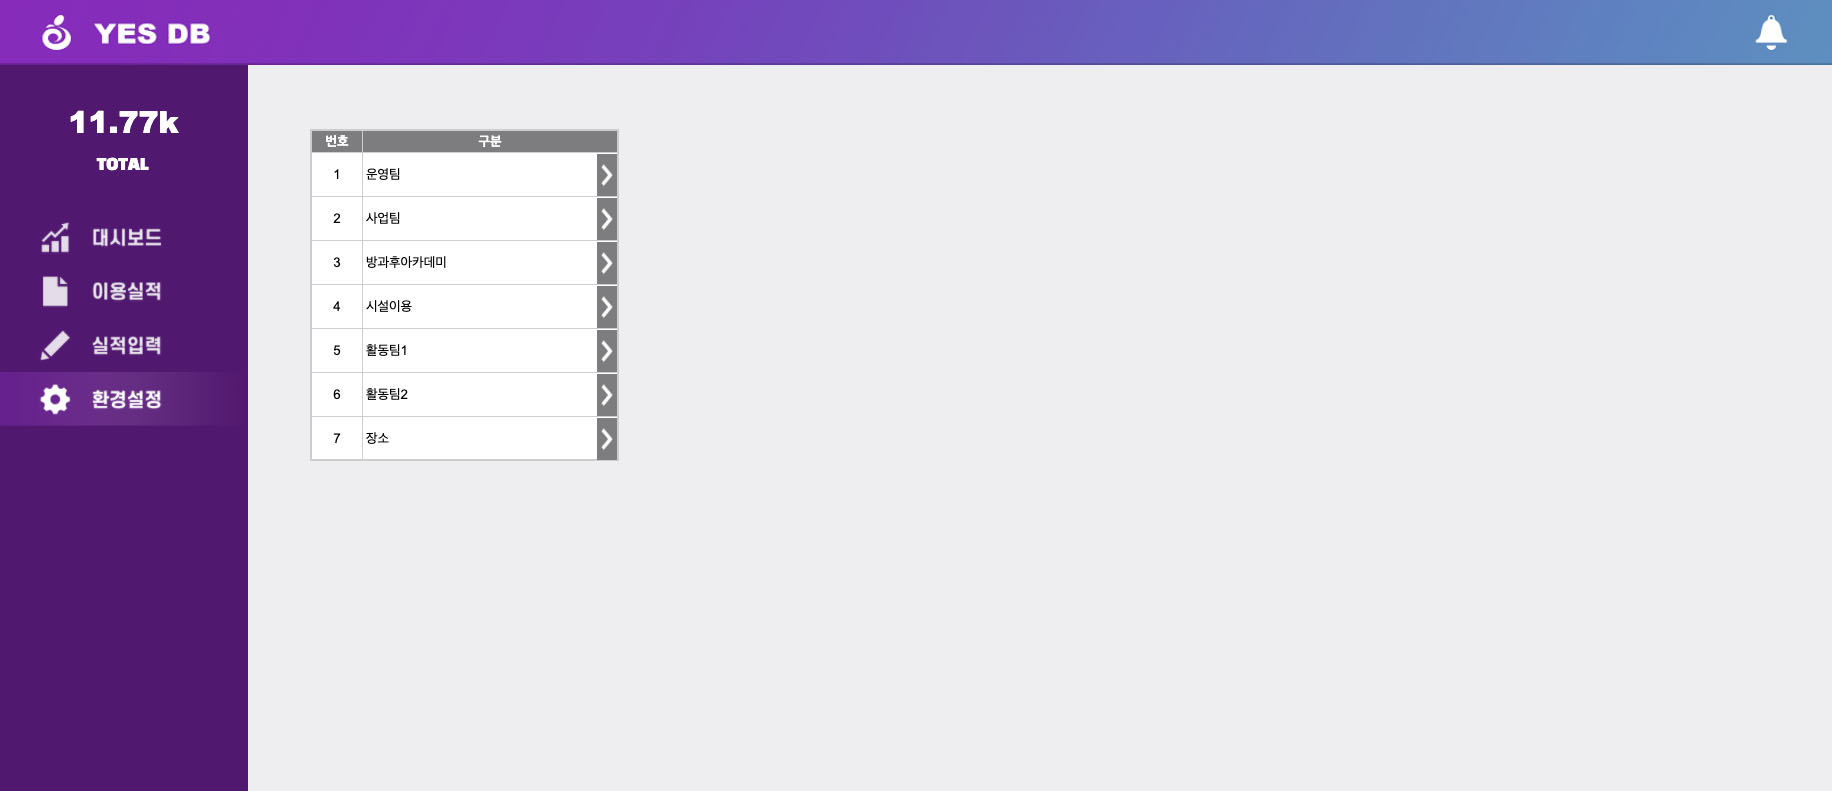 YES DB
11.77k
TOTAL
대시보드
이용실적
실적입력
환경설정
번호 구분
1 운영팀
2 사업팀
3 방과후아카데미
4 시설이용
5 활동팀1
6 활동팀2
7 장소